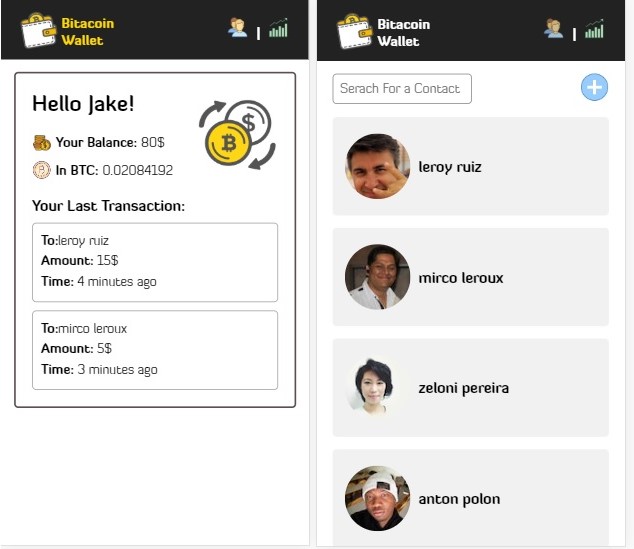 Bitacoin
Wallet
|
Hello Jake!
Your Balance: 80$
In BTC: 0.02084192
Your Last Transaction:
To:leroy ruiz
Amount: 15$
Time: 4 minutes ago
To:mirco leroux
Amount: 5$
Time: 3 minutes ago
Bitacoin
Wallet
|
Serach For a Contact
leroy ruiz
mirco leroux
zeloni pereira
anton polon